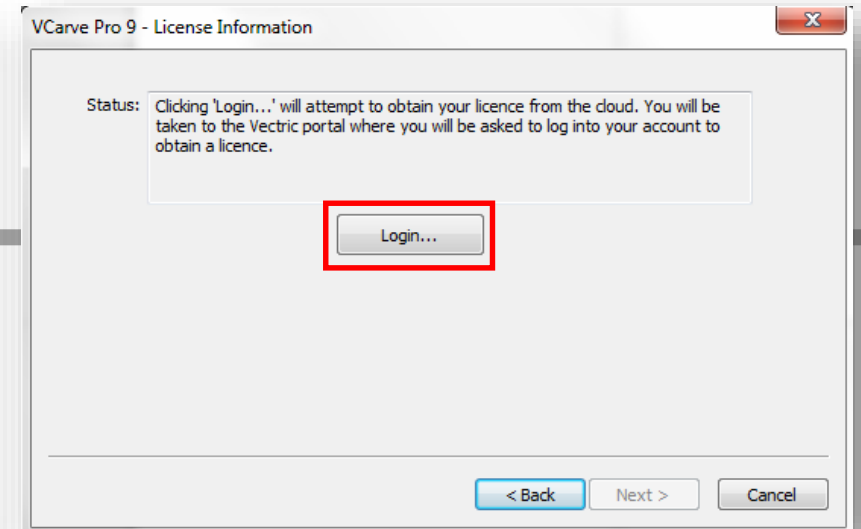 VCarve Pro 9 - License Information
Status: Clicking 'Login...' will attempt to obtain your licence from the cloud. You will be
taken to the Vectric portal where you will be asked to log into your account to
obtain a licence.
Login...
< Back Next > Cancel